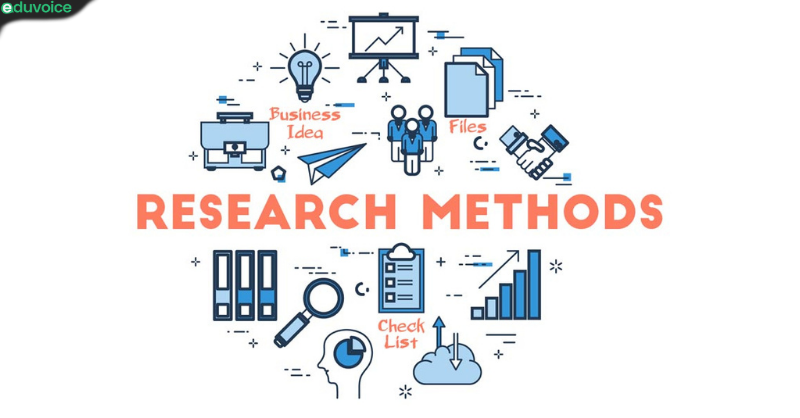 eduvoice
Business
Idea
Files
RESEARCH METHODS
Check
List